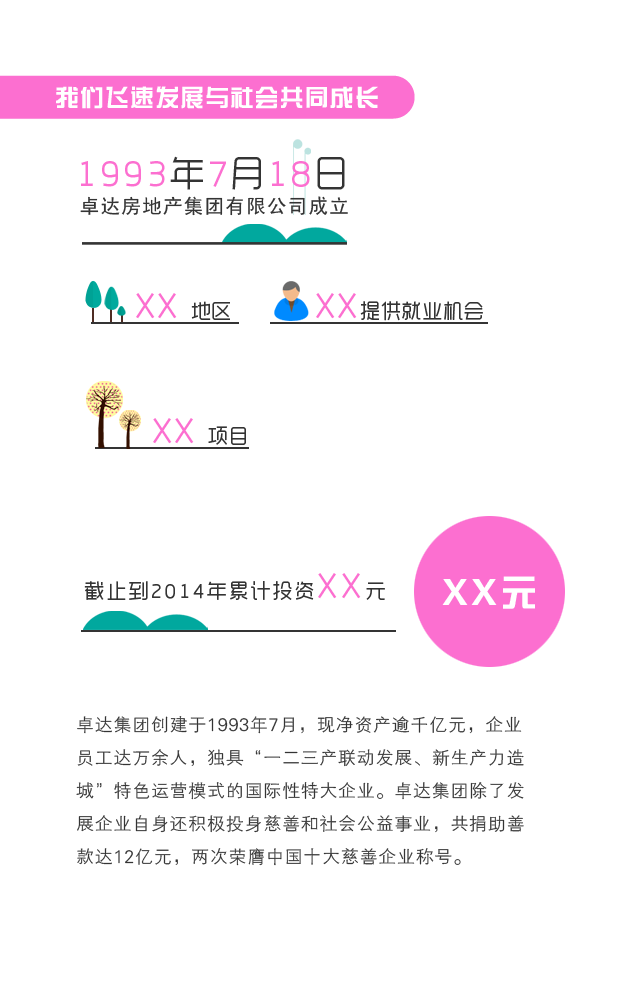 我们飞速发展与社会共同成长
1993年7月18日
卓达房地产集团有限公司成立
XX 地区
XX提供就业机会
XX 项目
截止到2014年累计投资XX元
XX元
卓达集团创建于1993年7月，现净资产逾千亿元，企业
员工达万余人，独具“一二三产联动发展、新生产力造
城”特色运营模式的国际性特大企业。卓达集团除了发
展企业自身还积极投身慈善和社会公益事业，共捐助善
款达12亿元，两次荣膺中国十大慈善企业称号。